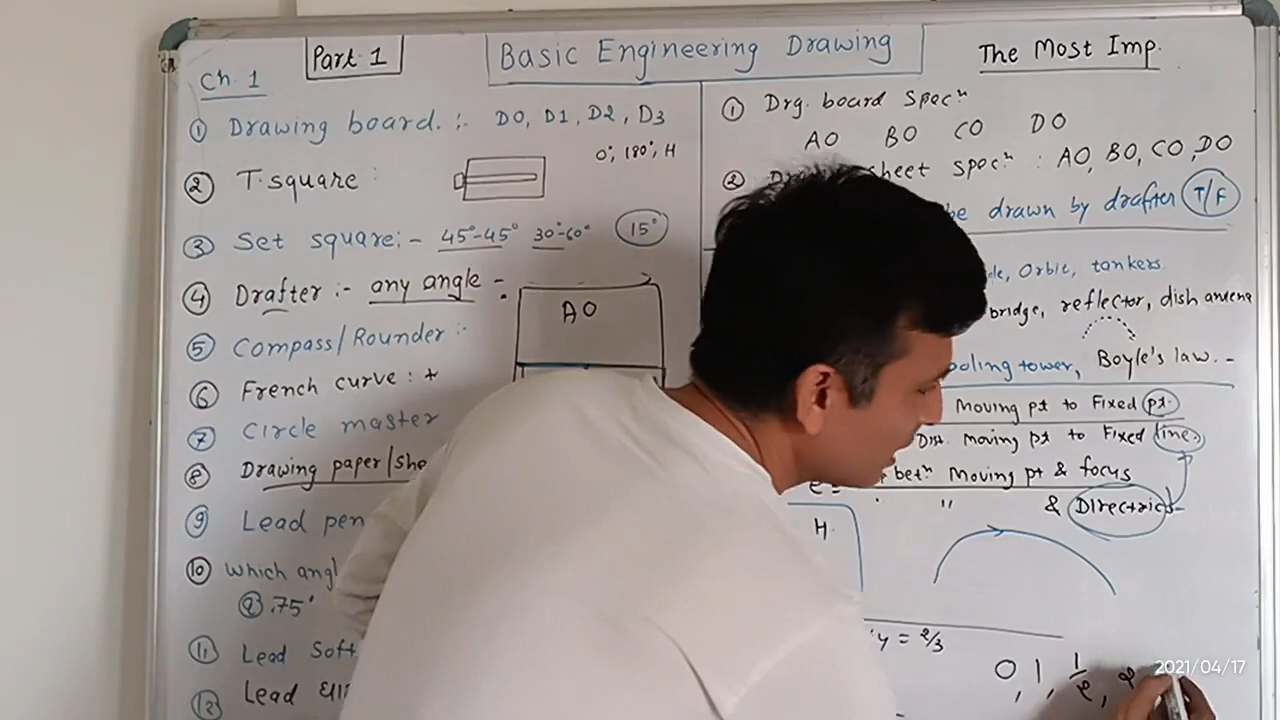 Part 1
Basic Engineering Drawing
The Most Imp.
Ch. 1
① Drawing board. :- D0, D1, D2, D3
② T. square :
0°, 180°, H
③ Set square :- 45°-45° 30°-60° 15°
④ Drafter :- any angle -
A0
⑤ Compass/Rounder :-
⑥ French curve : *
⑦ Circle master
⑧ Drawing paper/She
⑨ Lead pen
⑩ which angl
75°
⑪ Lead Soft
⑫ Lead
① Drg. board Specⁿ
A0 B0 C0 D0
② sheet specⁿ : A0, B0, C0, D0
be drawn by drafter T/F
Orbit, tankers.
bridge, reflector, dish antena
ooling tower, Boyle's law. -
Moving pt to Fixed pt.
Dist. Moving pt to Fixed line.
betⁿ Moving pt & focus
e =
" " & Directrics
H
y = 2/3
0, 1, 1/2, 2
2021/04/17